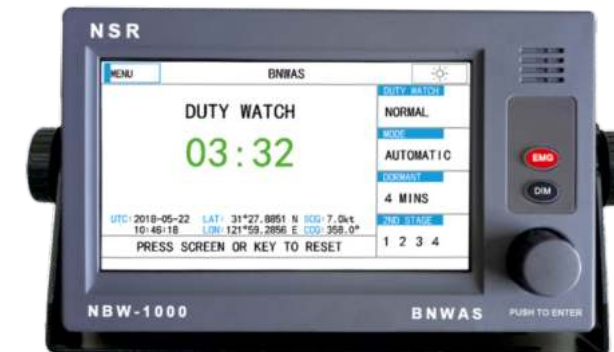 NSR
MENU
BNWAS
DUTY WATCH
03:32
UTC: 2018-05-22 LAT: 31°27.8851 N SOG: 7.0kt
10:46:18 LON: 121°59.2856 E COG: 358.0°
PRESS SCREEN OR KEY TO RESET
DUTY WATCH
NORMAL
MODE
AUTOMATIC
DORMANT
4 MINS
2ND STAGE
1 2 3 4
EMG
DIM
NBW-1000
BNWAS
PUSH TO ENTER